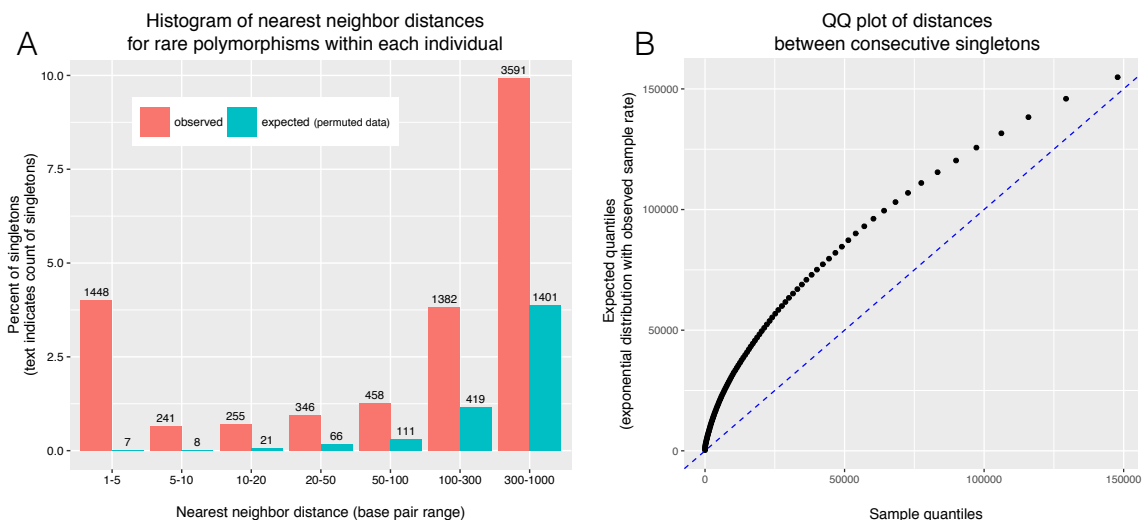 A
Histogram of nearest neighbor distances
for rare polymorphisms within each individual
Percent of singletons
(text indicates count of singletons)
10.0
7.5
5.0
2.5
0.0
observed
expected (permuted data)
1448
7
241
8
255
21
346
66
458
111
1382
419
3591
1401
1-5
5-10
10-20
20-50
50-100
100-300
300-1000
Nearest neighbor distance (base pair range)
B
QQ plot of distances
between consecutive singletons
Expected quantiles
(exponential distribution with observed sample rate)
150000
100000
50000
0
0
50000
100000
150000
Sample quantiles